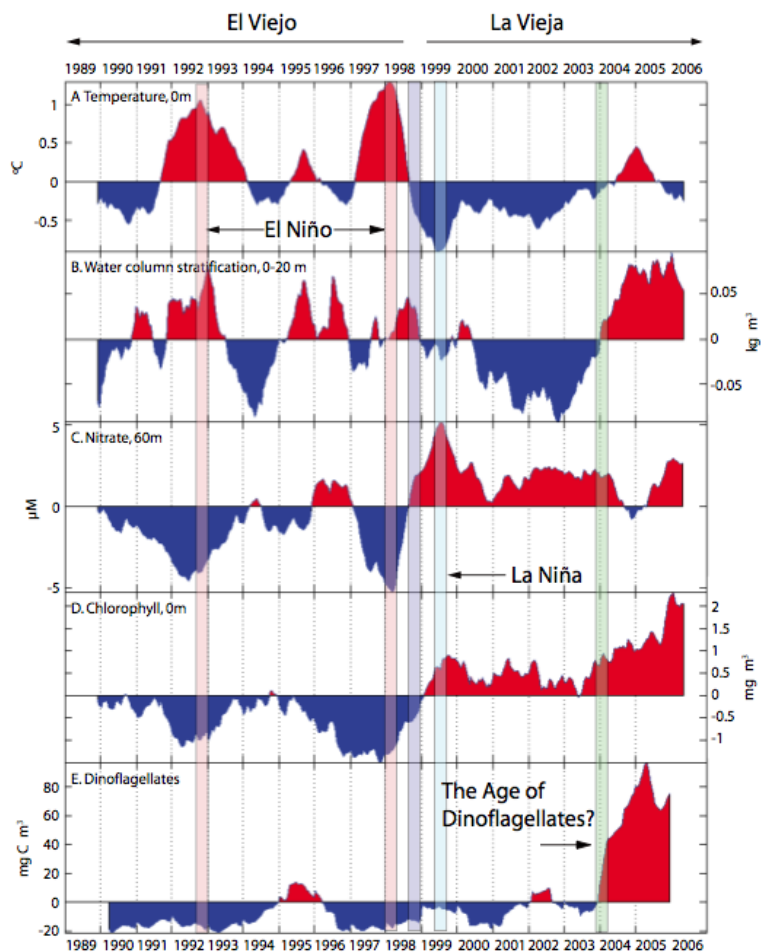 El Viejo La Vieja
1989 1990 1991 1992 1993 1994 1995 1996 1997 1998 1999 2000 2001 2002 2003 2004 2005 2006
A Temperature, 0m
1
0.5
0
-0.5
ºC
El Niño
B. Water column stratification, 0-20 m
0.05
0
-0.05
kg m³
C. Nitrate, 60m
5
0
-5
µM
La Niña
D. Chlorophyll, 0m
2
1.5
1
0.5
0
-0.5
-1
mg m³
E. Dinoflagellates
The Age of
Dinoflagellates?
80
60
40
20
0
-20
mg C m³
1989 1990 1991 1992 1993 1994 1995 1996 1997 1998 1999 2000 2001 2002 2003 2004 2005 2006